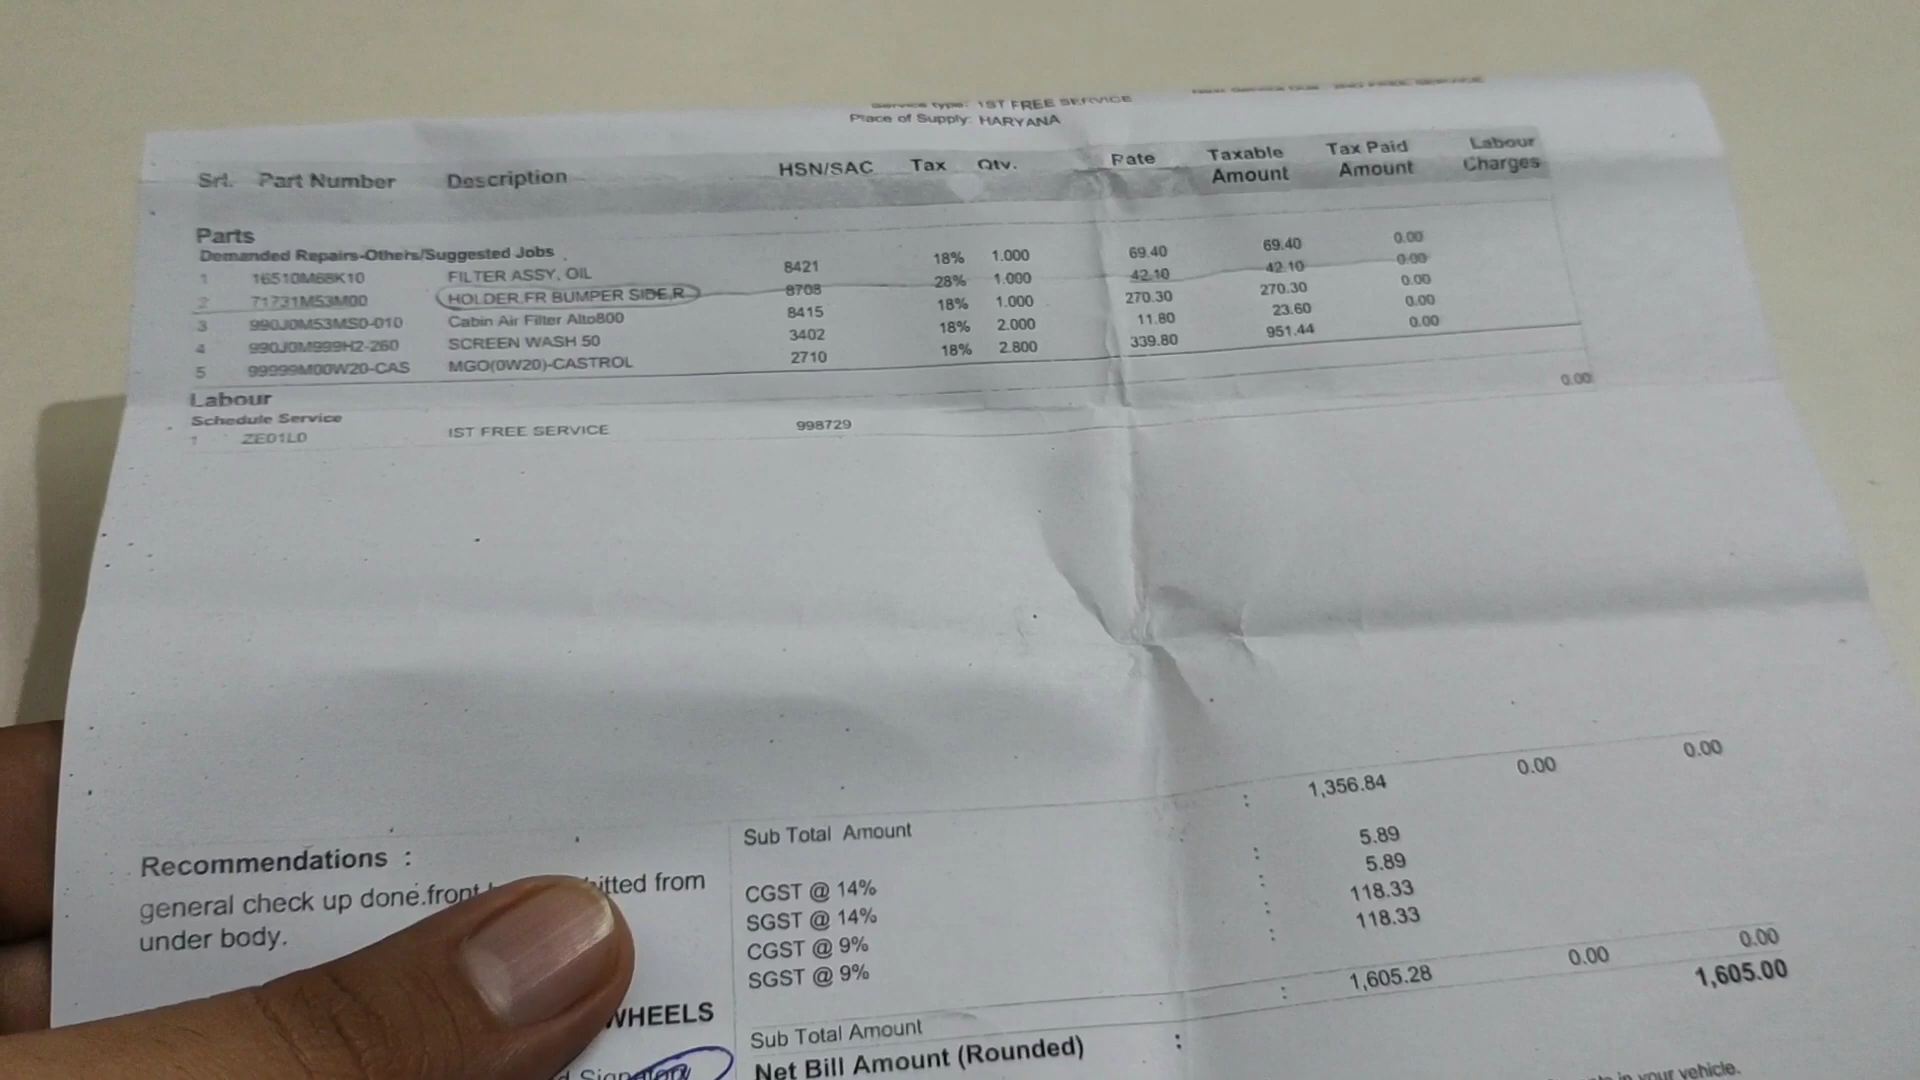 Service Type: 1ST FREE SERVICE
Place of Supply: HARYANA
Srl. Part Number Description HSN/SAC Tax Qty. Rate Taxable Amount Tax Paid Amount Labour Charges
Parts
Demanded Repairs-Others/Suggested Jobs
1 16510M68K10 FILTER ASSY, OIL 8421 18% 1.000 69.40 69.40 0.00
2 71731M53M00 HOLDER,FR BUMPER SIDE,R 8708 28% 1.000 42.10 42.10 0.00
3 990J0M53MS0-010 Cabin Air Filter Alto800 8415 18% 1.000 270.30 270.30 0.00
4 990J0M999H2-260 SCREEN WASH 50 3402 18% 2.000 11.80 23.60 0.00
5 99999M00W20-CAS MGO(0W20)-CASTROL 2710 18% 2.800 339.80 951.44 0.00
Labour
Schedule Service
1 ZE01L0 IST FREE SERVICE 998729 0.00
Sub Total Amount : 1,356.84 0.00 0.00
CGST @ 14% : 5.89
SGST @ 14% : 5.89
CGST @ 9% : 118.33
SGST @ 9% : 118.33
Sub Total Amount : 1,605.28 0.00 0.00
Net Bill Amount (Rounded) : 1,605.00
Recommendations :
general check up done.front itted from
under body.
WHEELS
in your vehicle.